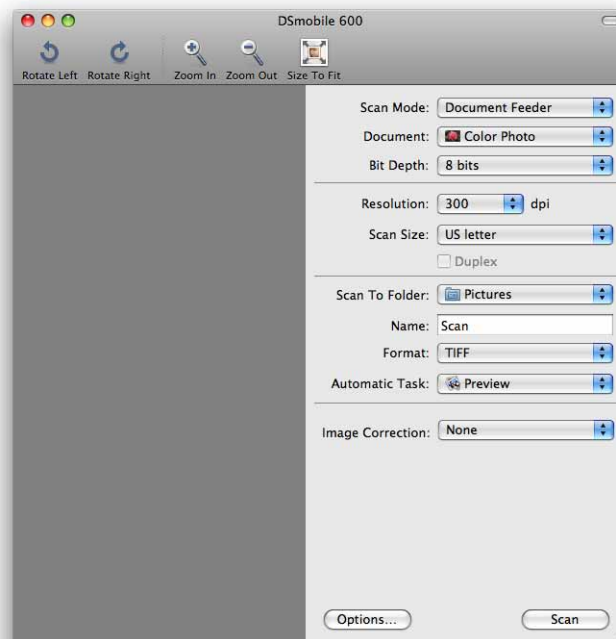 DSmobile 600
Rotate Left Rotate Right Zoom In Zoom Out Size To Fit
Scan Mode: Document Feeder
Document: Color Photo
Bit Depth: 8 bits
Resolution: 300 dpi
Scan Size: US letter
Duplex
Scan To Folder: Pictures
Name: Scan
Format: TIFF
Automatic Task: Preview
Image Correction: None
Options... Scan